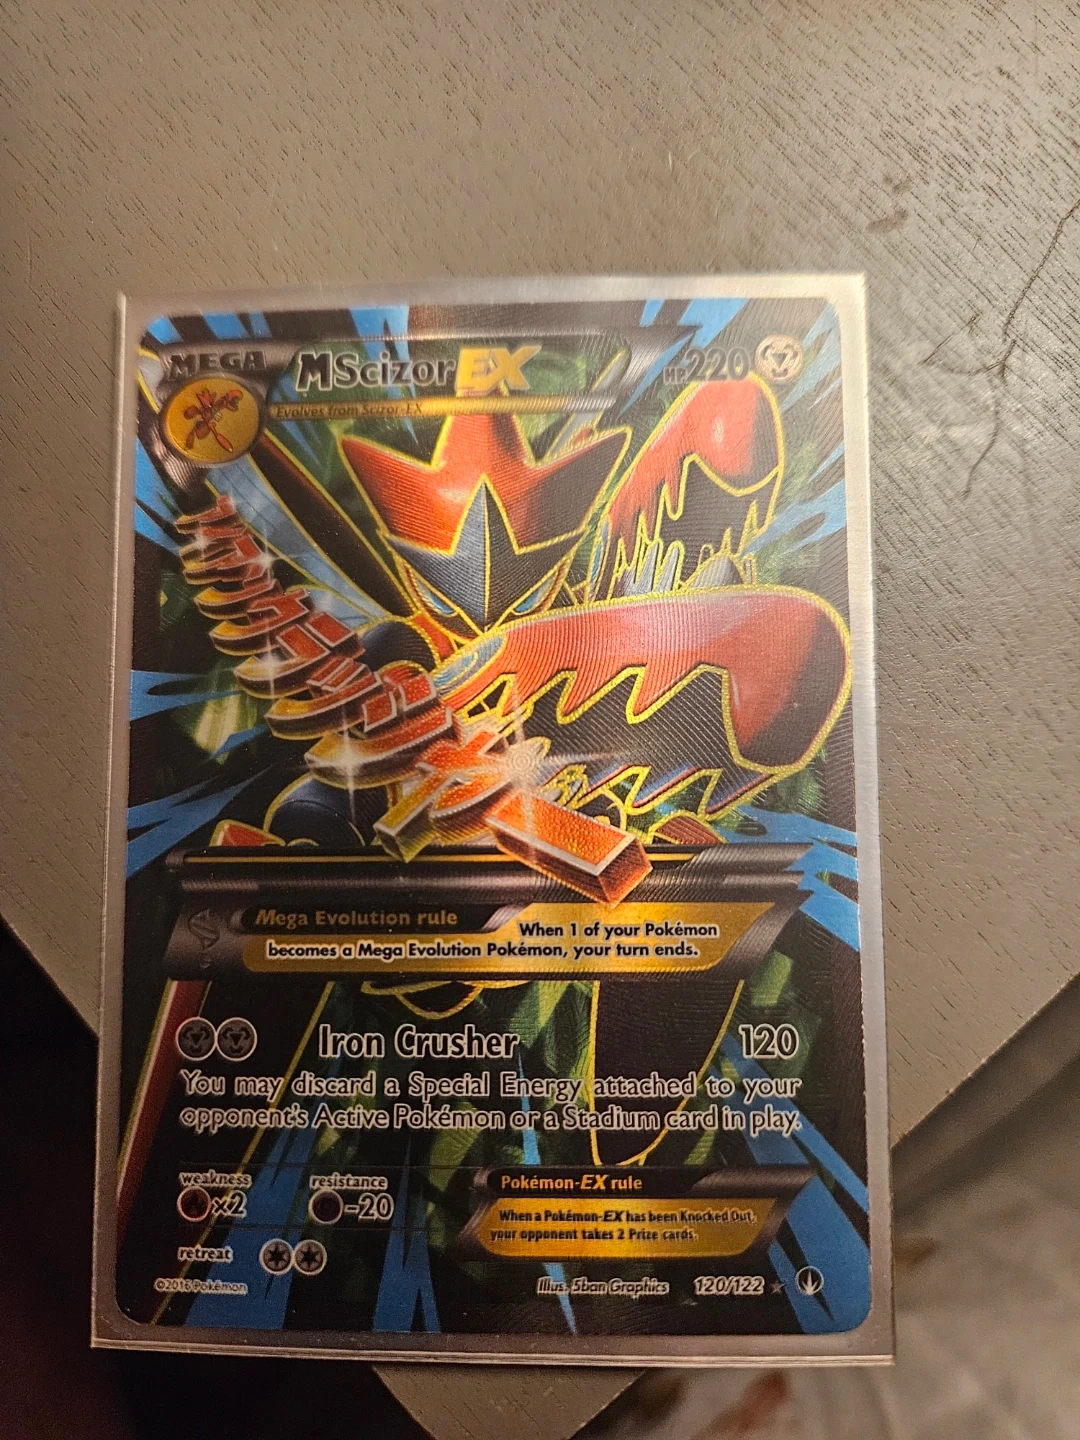 MEGA
MScizor EX
HP 220
Evolves from Scizor-EX
Mega Evolution rule
When 1 of your Pokémon
becomes a Mega Evolution Pokémon, your turn ends.
Iron Crusher 120
You may discard a Special Energy attached to your
opponent's Active Pokémon or a Stadium card in play.
weakness
×2
resistance
-20
retreat
Pokémon-EX rule
When a Pokémon-EX has been Knocked Out,
your opponent takes 2 Prize cards.
©2016 Pokémon
Illus. 5ban Graphics
120/122